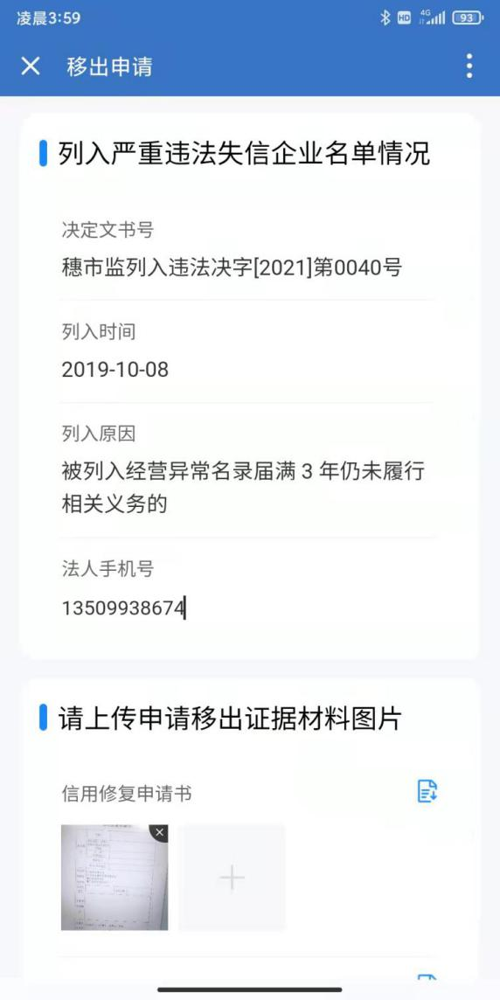 凌晨3:59
HD 4G 93
移出申请
列入严重违法失信企业名单情况
决定文书号
穗市监列入违法决字[2021]第0040号
列入时间
2019-10-08
列入原因
被列入经营异常名录届满 3 年仍未履行
相关义务的
法人手机号
13509938674
请上传申请移出证据材料图片
信用修复申请书